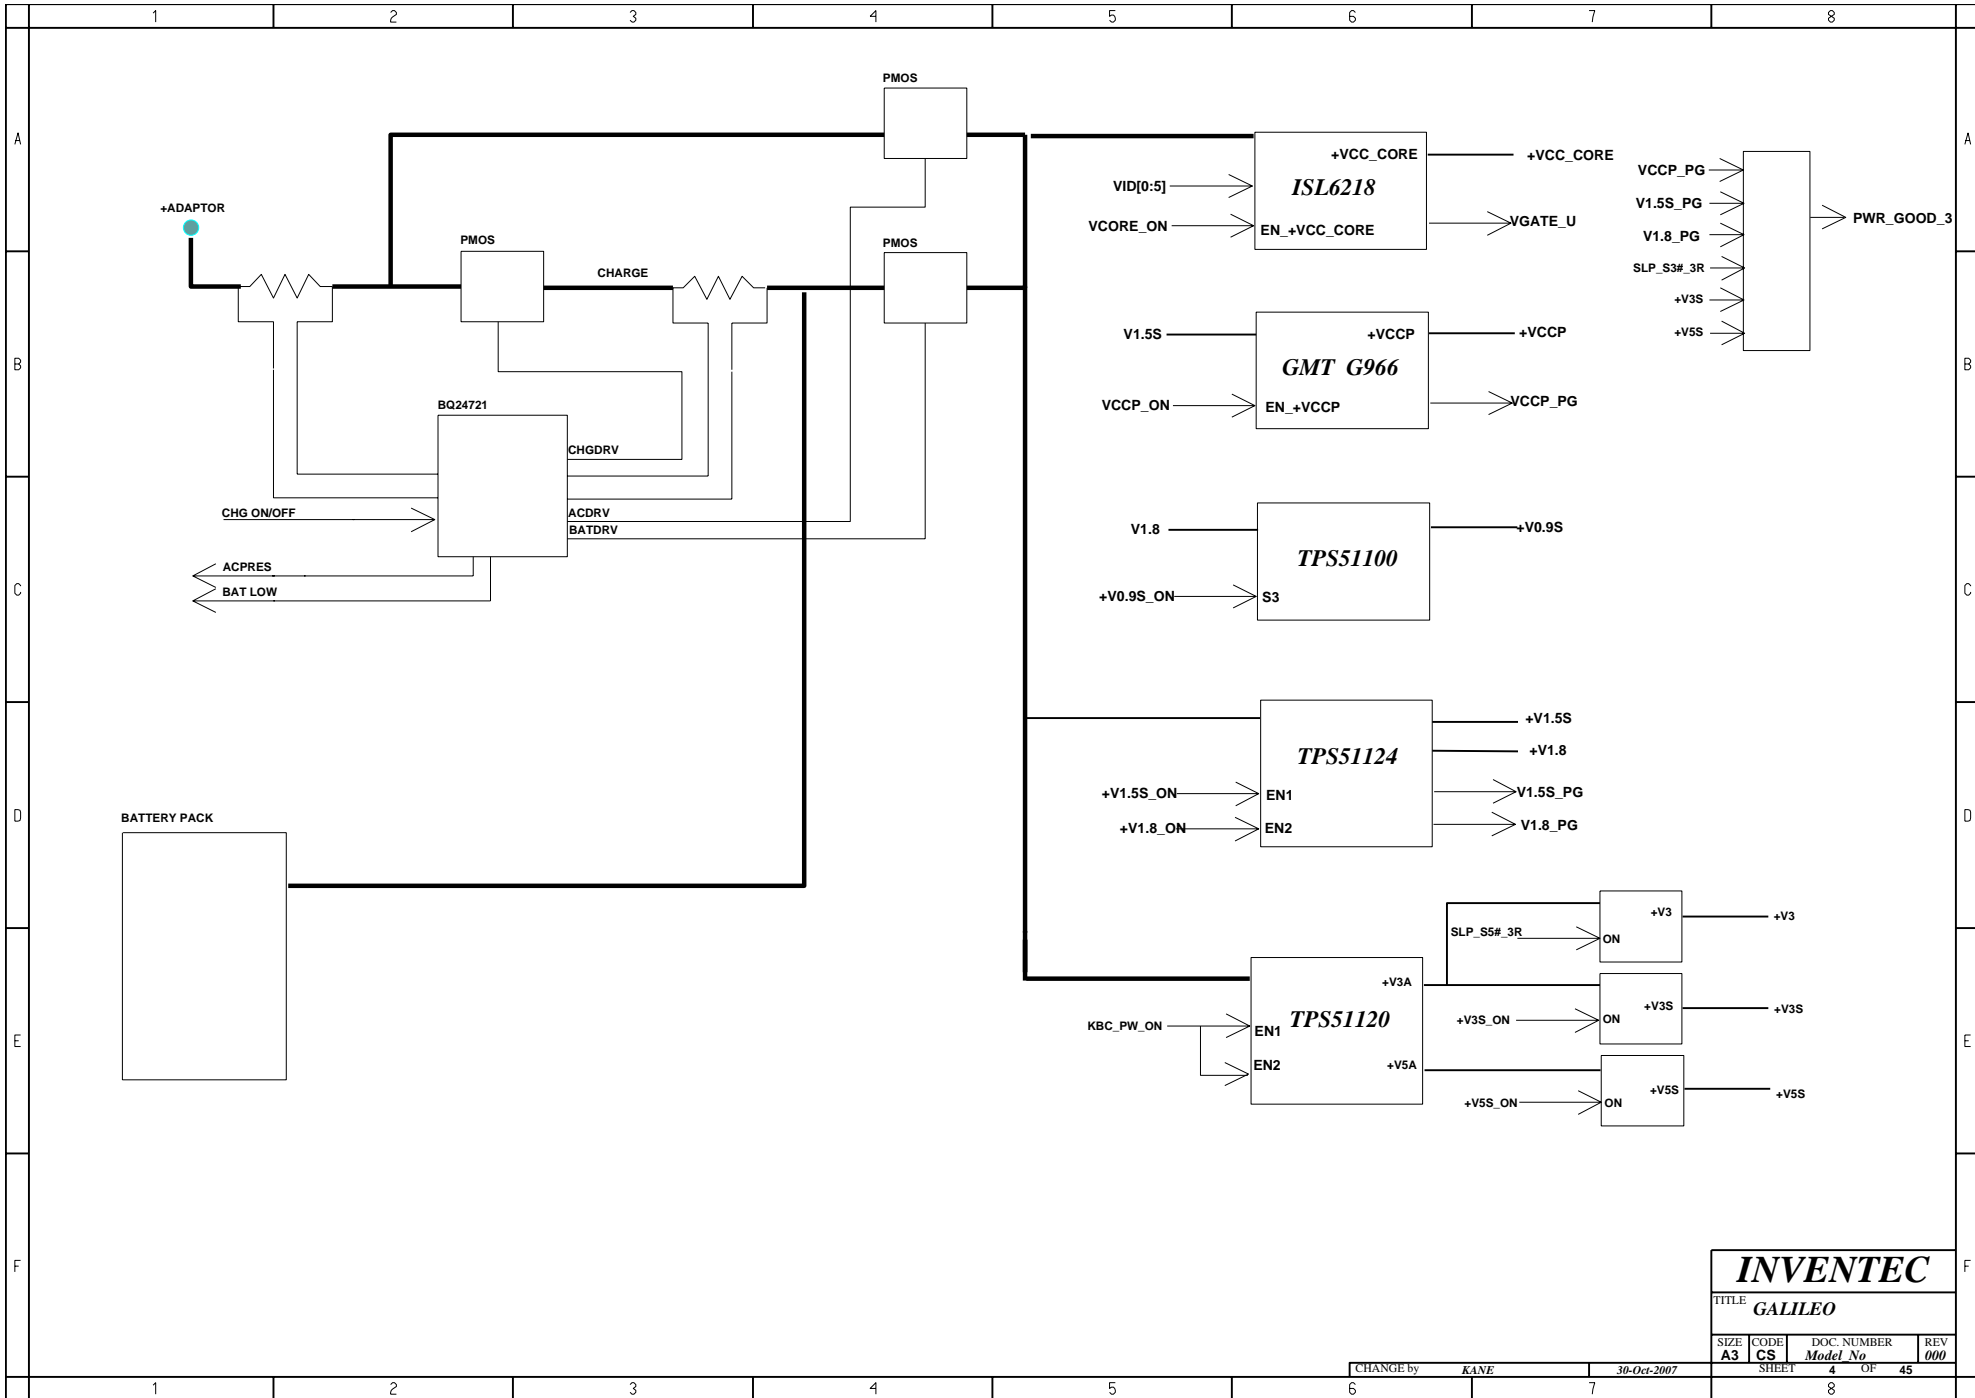 1 2 3 4 5 6 7 8
A A
B B
C C
D D
E E
F F
+ADAPTOR
PMOS
PMOS
CHARGE
PMOS
BQ24721
CHGDRV
ACDRV
BATDRV
CHG ON/OFF
ACPRES
BAT LOW
BATTERY PACK
+VCC_CORE +VCC_CORE
VID[0:5]
ISL6218
VCORE_ON EN_+VCC_CORE VGATE_U
VCCP_PG
V1.5S_PG
V1.8_PG
SLP_S3#_3R
+V3S
+V5S
PWR_GOOD_3
V1.5S +VCCP +VCCP
GMT G966
VCCP_ON EN_+VCCP VCCP_PG
V1.8 +V0.9S
TPS51100
+V0.9S_ON S3
+V1.5S
+V1.8
TPS51124
+V1.5S_ON EN1 V1.5S_PG
+V1.8_ON EN2 V1.8_PG
+V3 +V3
SLP_S5#_3R ON
+V3A
TPS51120
KBC_PW_ON EN1
EN2 +V5A
+V3S +V3S
+V3S_ON ON
+V5S +V5S
+V5S_ON ON
INVENTEC
TITLE GALILEO
SIZE CODE DOC. NUMBER REV
A3 CS Model_No 000
CHANGE by KANE 30-Oct-2007 SHEET 4 OF 45
1 2 3 4 5 6 7 8